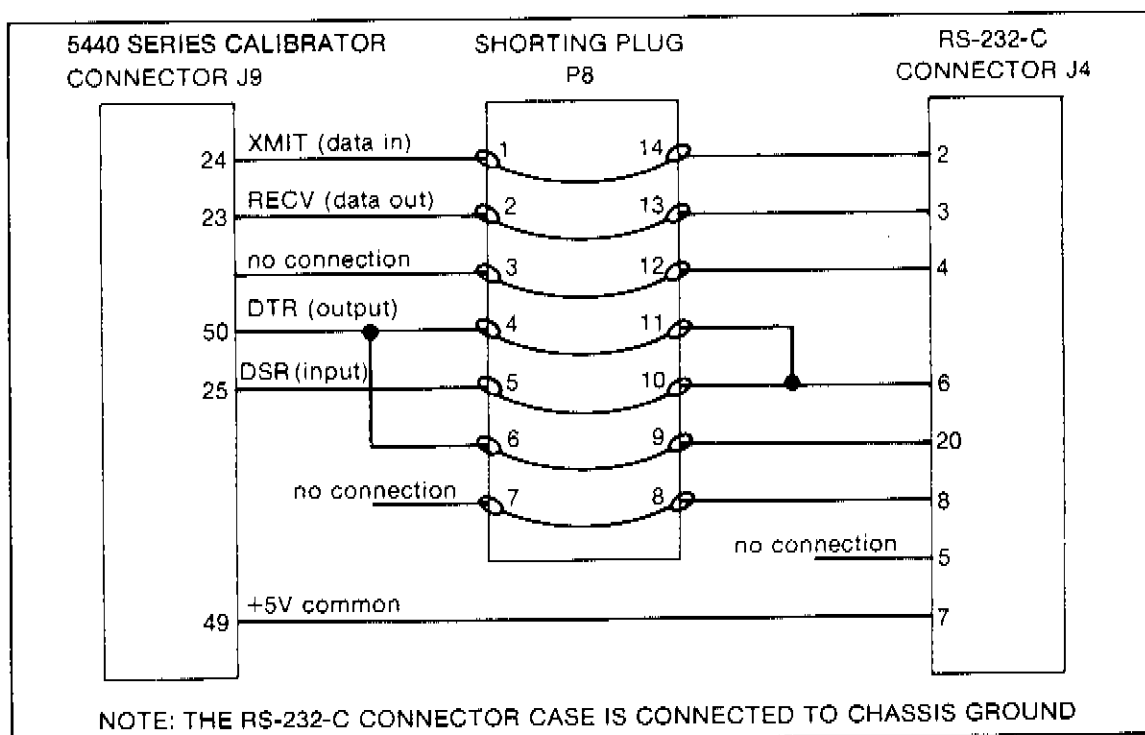 5440 SERIES CALIBRATOR
CONNECTOR J9
SHORTING PLUG
P8
RS-232-C
CONNECTOR J4
24 XMIT (data in) 1 14 2
23 RECV (data out) 2 13 3
no connection 3 12 4
50 DTR (output) 4 11
25 DSR (input) 5 10 6
6 9 20
no connection 7 8 8
no connection 5
49 +5V common 7
NOTE: THE RS-232-C CONNECTOR CASE IS CONNECTED TO CHASSIS GROUND